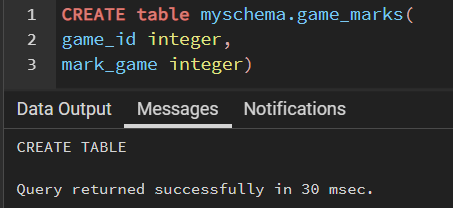 1 CREATE table myschema.game_marks(
2 game_id integer,
3 mark_game integer)
Data Output Messages Notifications
CREATE TABLE
Query returned successfully in 30 msec.